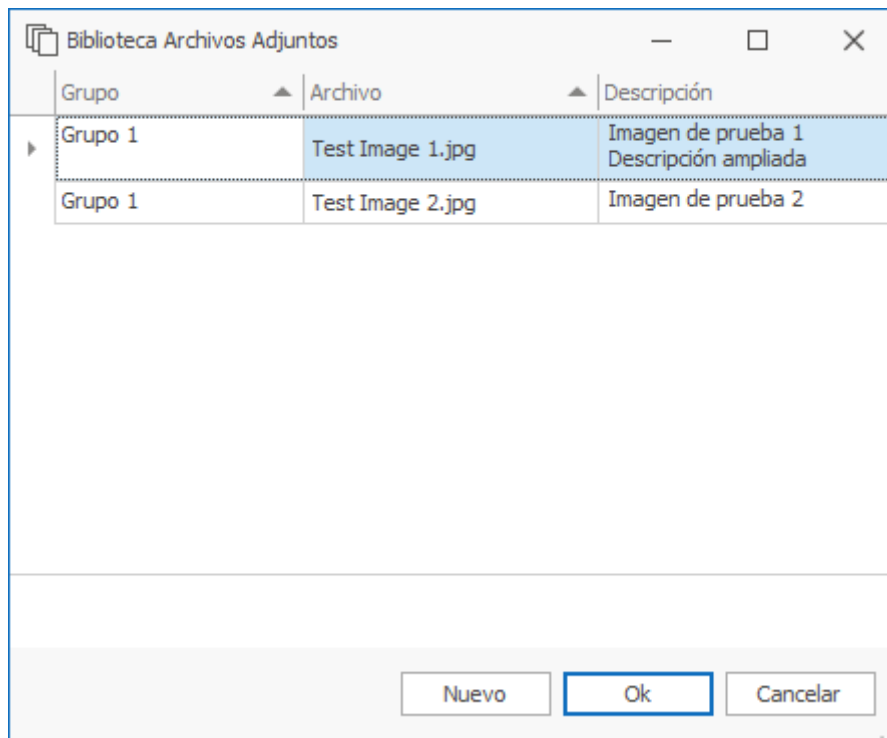 Biblioteca Archivos Adjuntos
Grupo Archivo Descripción
Grupo 1 Test Image 1.jpg Imagen de prueba 1
Descripción ampliada
Grupo 1 Test Image 2.jpg Imagen de prueba 2
Nuevo Ok Cancelar